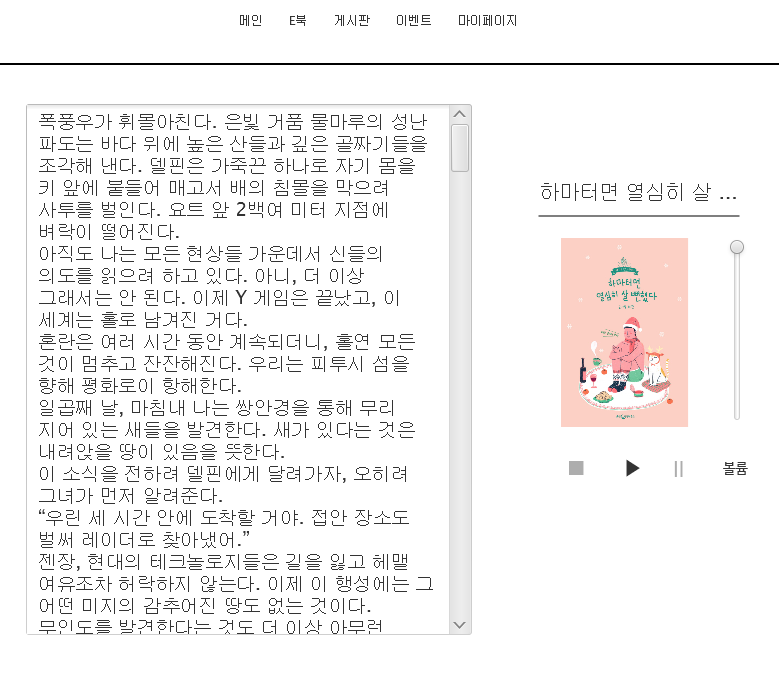 메인 E북 게시판 이벤트 마이페이지
폭풍우가 휘몰아친다. 은빛 거품 물마루의 성난
파도는 바다 위에 높은 산들과 깊은 골짜기들을
조각해 낸다. 델핀은 가죽끈 하나로 자기 몸을
키 앞에 붙들어 매고서 배의 침몰을 막으려
사투를 벌인다. 요트 앞 2백여 미터 지점에
벼락이 떨어진다.
아직도 나는 모든 현상들 가운데서 신들의
의도를 읽으려 하고 있다. 아니, 더 이상
그래서는 안 된다. 이제 Y 게임은 끝났고, 이
세계는 홀로 남겨진 거다.
혼란은 여러 시간 동안 계속되더니, 홀연 모든
것이 멈추고 잔잔해진다. 우리는 피투시 섬을
향해 평화로이 항해한다.
일곱째 날, 마침내 나는 쌍안경을 통해 무리
지어 있는 새들을 발견한다. 새가 있다는 것은
내려앉을 땅이 있음을 뜻한다.
이 소식을 전하려 델핀에게 달려가자, 오히려
그녀가 먼저 알려준다.
“우린 세 시간 안에 도착할 거야. 접안 장소도
벌써 레이더로 찾아냈어.”
젠장, 현대의 테크놀로지들은 길을 잃고 헤맬
여유조차 허락하지 않는다. 이제 이 행성에는 그
어떤 미지의 감추어진 땅도 없는 것이다.
무인도를 발견한다는 것도 더 이상 아무런
하마터면 열심히 살 ...
하마터면
열심히 살 뻔했다
볼륨